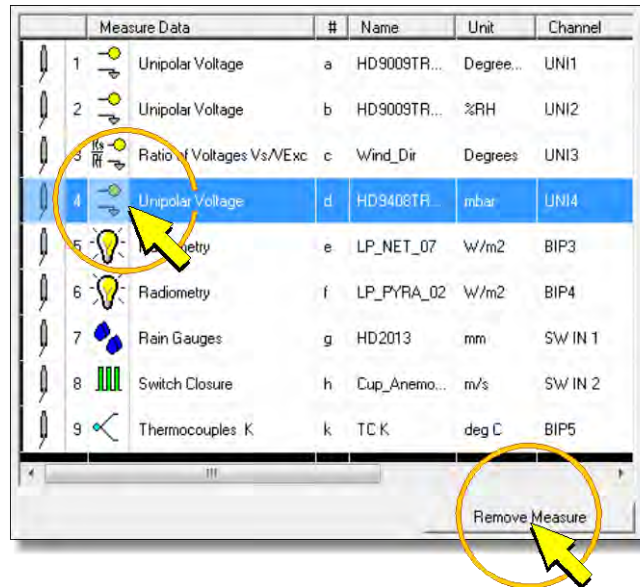 Measure Data # Name Unit Channel
1 Unipolar Voltage a HD9009TR... Degree... UNI1
2 Unipolar Voltage b HD9009TR... %RH UNI2
3 Rs Rf Ratio of Voltages Vs/VExc c Wind_Dir Degrees UNI3
4 Unipolar Voltage d HD9408TR... mbar UNI4
5 e LP_NET_07 W/m2 BIP3
6 Radiometry f LP_PYRA_02 W/m2 BIP4
7 Rain Gauges g HD2013 mm SW IN 1
8 Switch Closure h Cup_Anemo... m/s SW IN 2
9 Thermocouples K k TC K deg C BIP5
Remove Measure